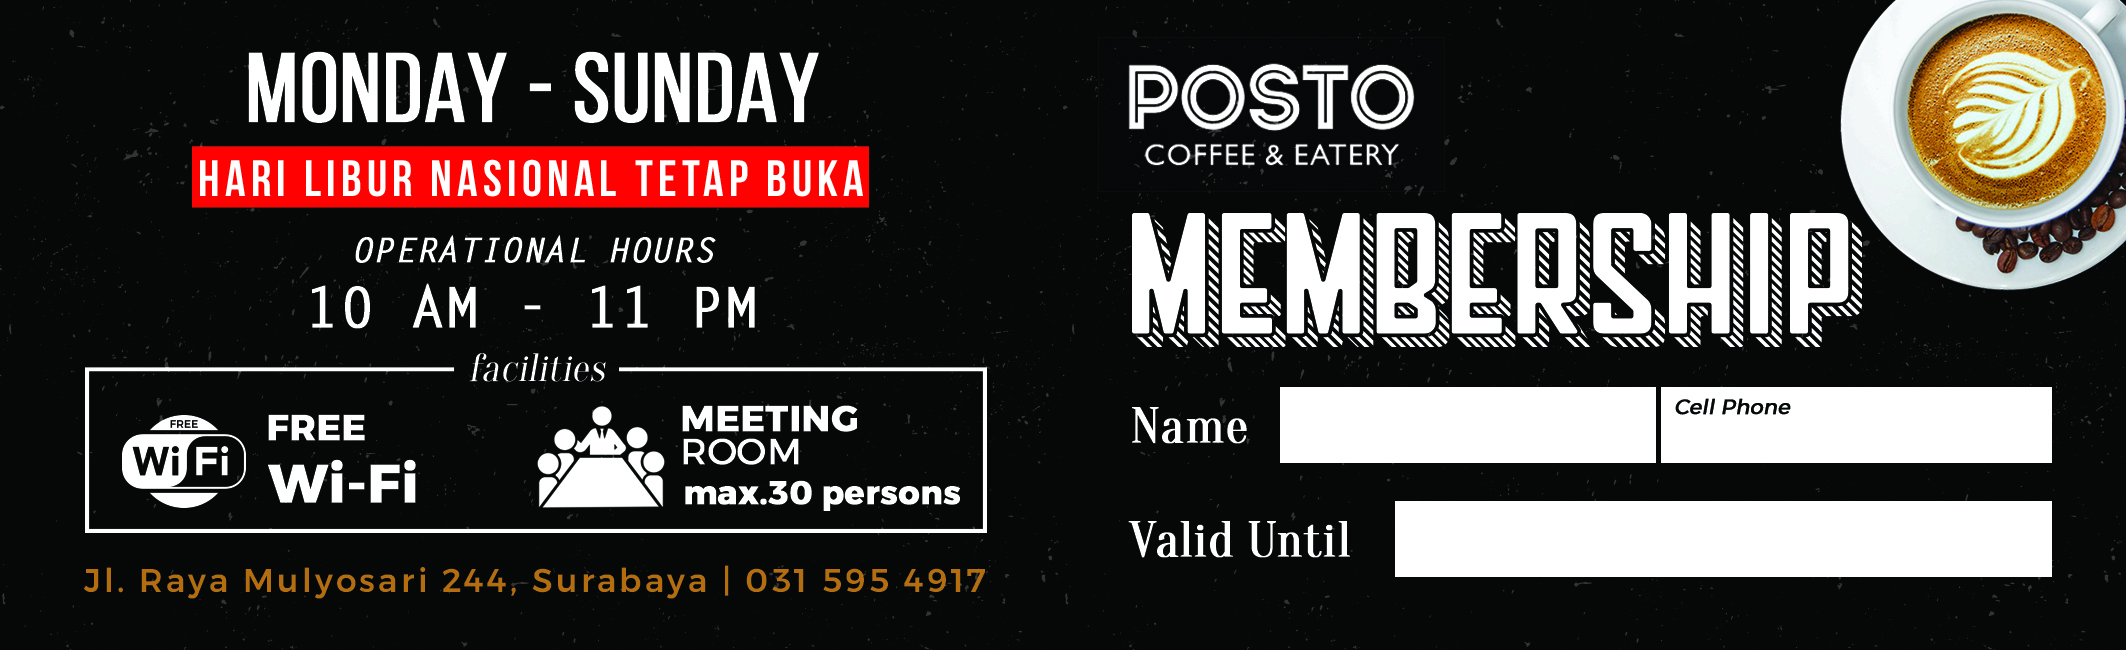 MONDAY - SUNDAY
HARI LIBUR NASIONAL TETAP BUKA
OPERATIONAL HOURS
10 AM - 11 PM
facilities
FREE
Wi Fi
FREE
Wi-Fi
MEETING
ROOM
max.30 persons
Jl. Raya Mulyosari 244, Surabaya | 031 595 4917
POSTO
COFFEE & EATERY
MEMBERSHIP
Name
Cell Phone
Valid Until